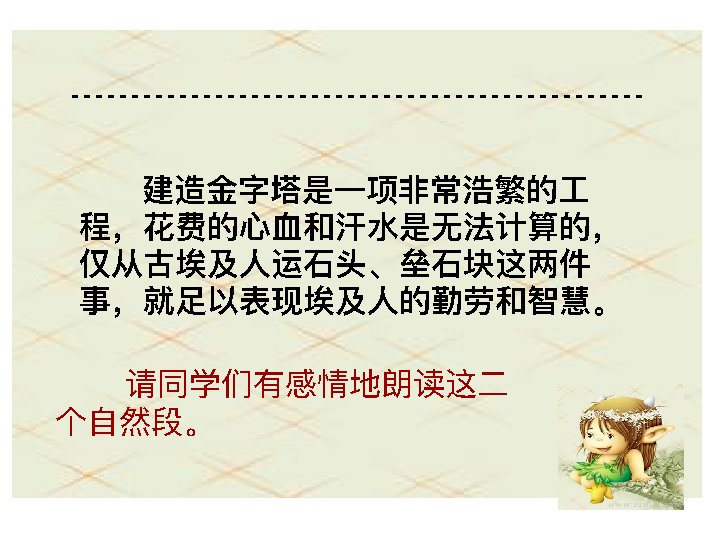 建造金字塔是一项非常浩繁的工
程，花费的心血和汗水是无法计算的，
仅从古埃及人运石头、垒石块这两件
事，就足以表现埃及人的勤劳和智慧。
请同学们有感情地朗读这二
个自然段。